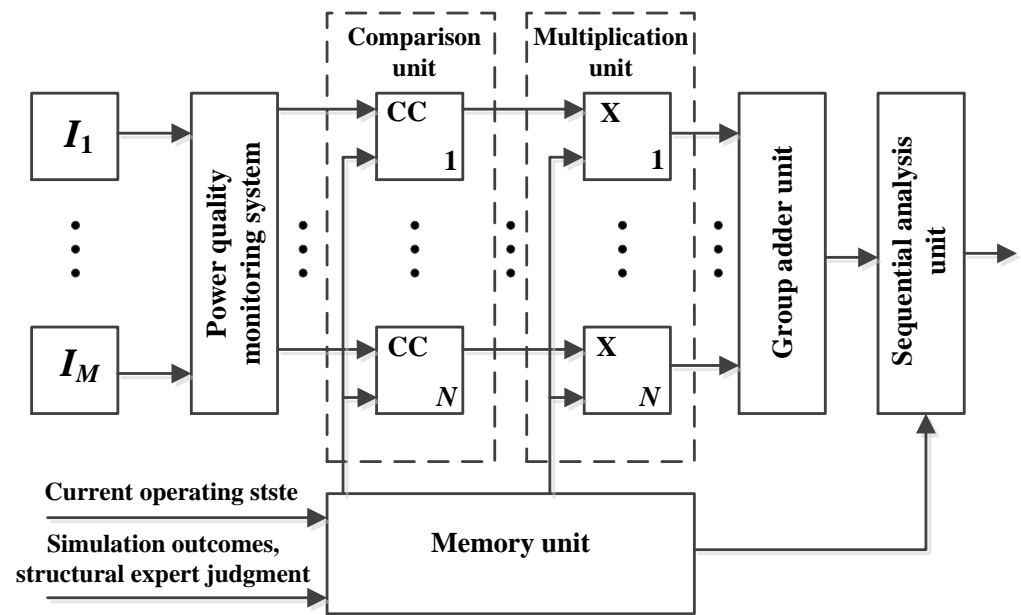 Comparison
unit
Multiplication
unit
I1
IM
Power quality
monitoring system
CC
1
CC
N
X
1
X
N
Group adder unit
Sequential analysis
unit
Current operating stste
Simulation outcomes,
structural expert judgment
Memory unit